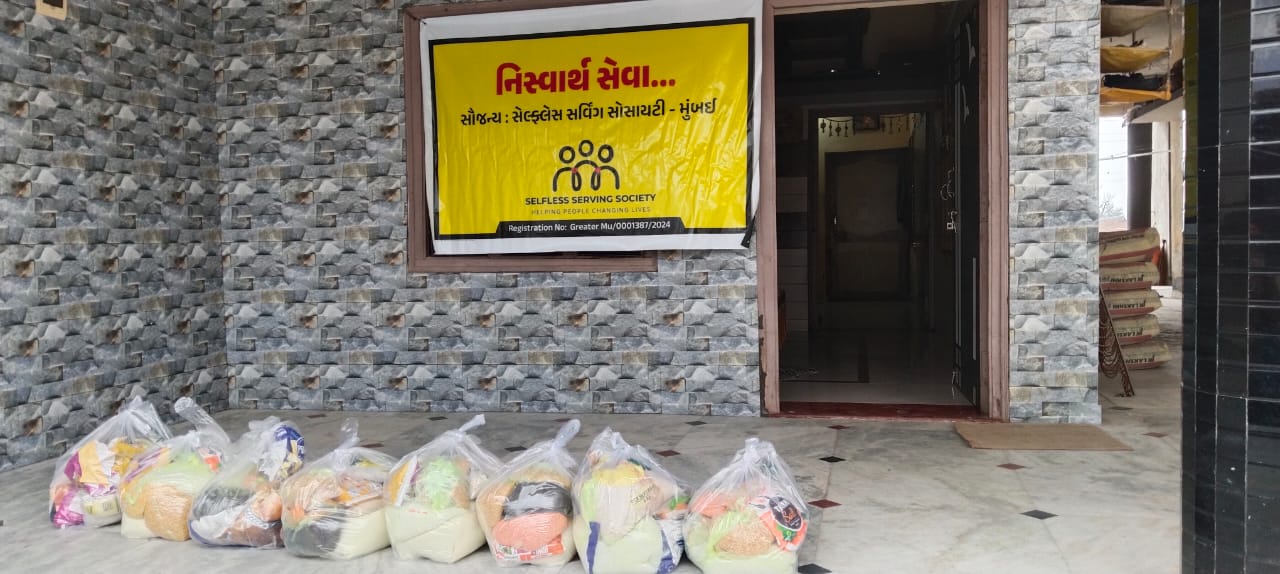 નિસ્વાર્થ સેવા...
સૌજન્ય : સેલ્ફલેસ સર્વિંગ સોસાયટી - મુંબઈ
SELFLESS SERVING SOCIETY
HELPING PEOPLE CHANGING LIVES
Registration No: Greater Mu/0001387/2024